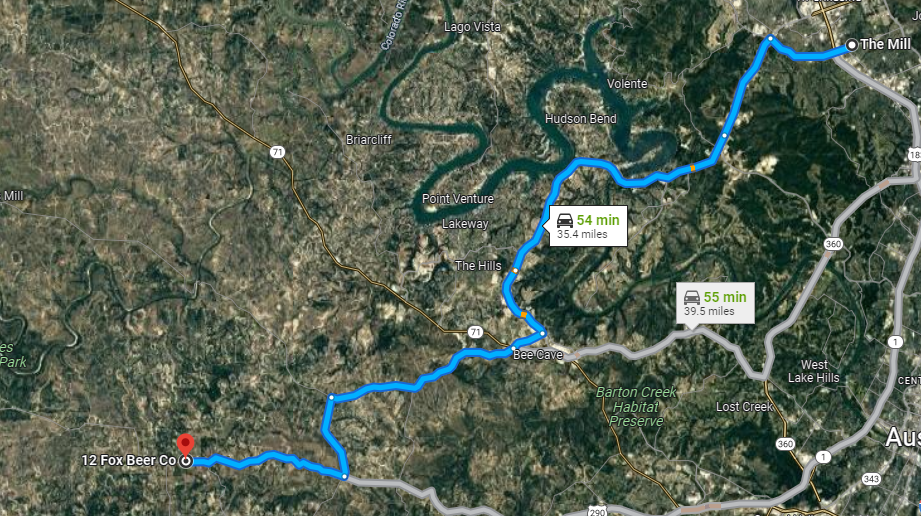 Lago Vista
Colorado
The Mill
Volente
Hudson Bend
71
Briarcliff
183
Mill
Point Venture
Lakeway
54 min
35.4 miles
360
The Hills
55 min
39.5 miles
71
1
Park
Bee Cave
West
Lake Hills
CENT
Barton Creek
Habitat
Preserve
Lost Creek
360
Aus
12 Fox Beer Co
1
343
290